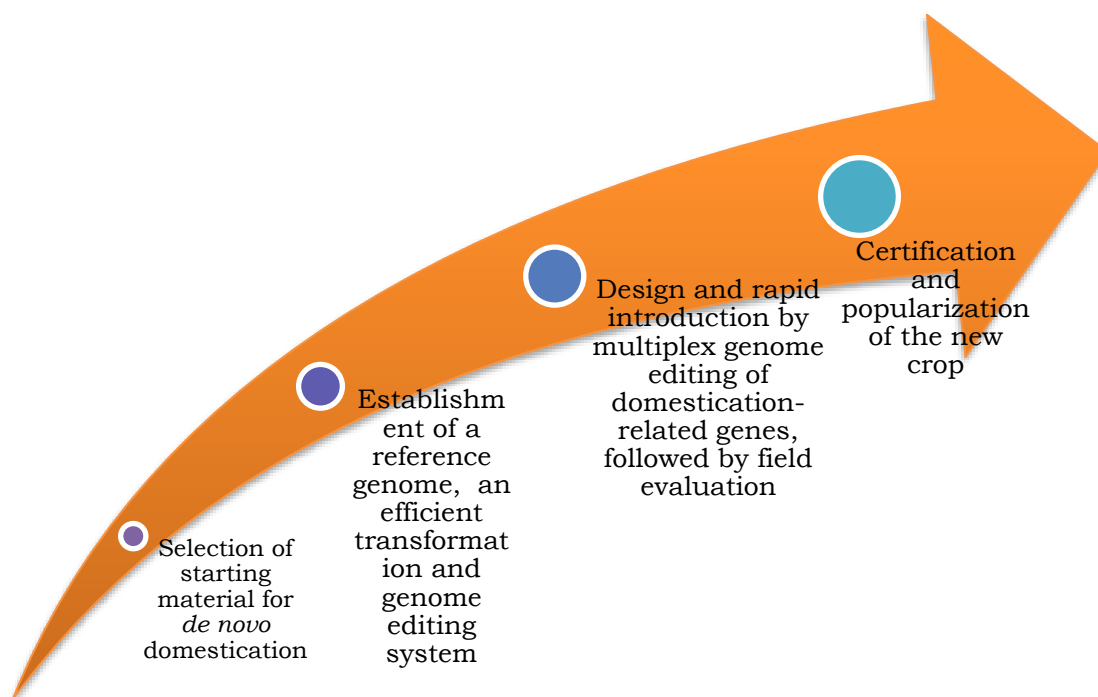 Selection of
starting
material for
de novo
domestication
Establishm
ent of a
reference
genome, an
efficient
transformat
ion and
genome
editing
system
Design and rapid
introduction by
multiplex genome
editing of
domestication-
related genes,
followed by field
evaluation
Certification
and
popularization
of the new
crop